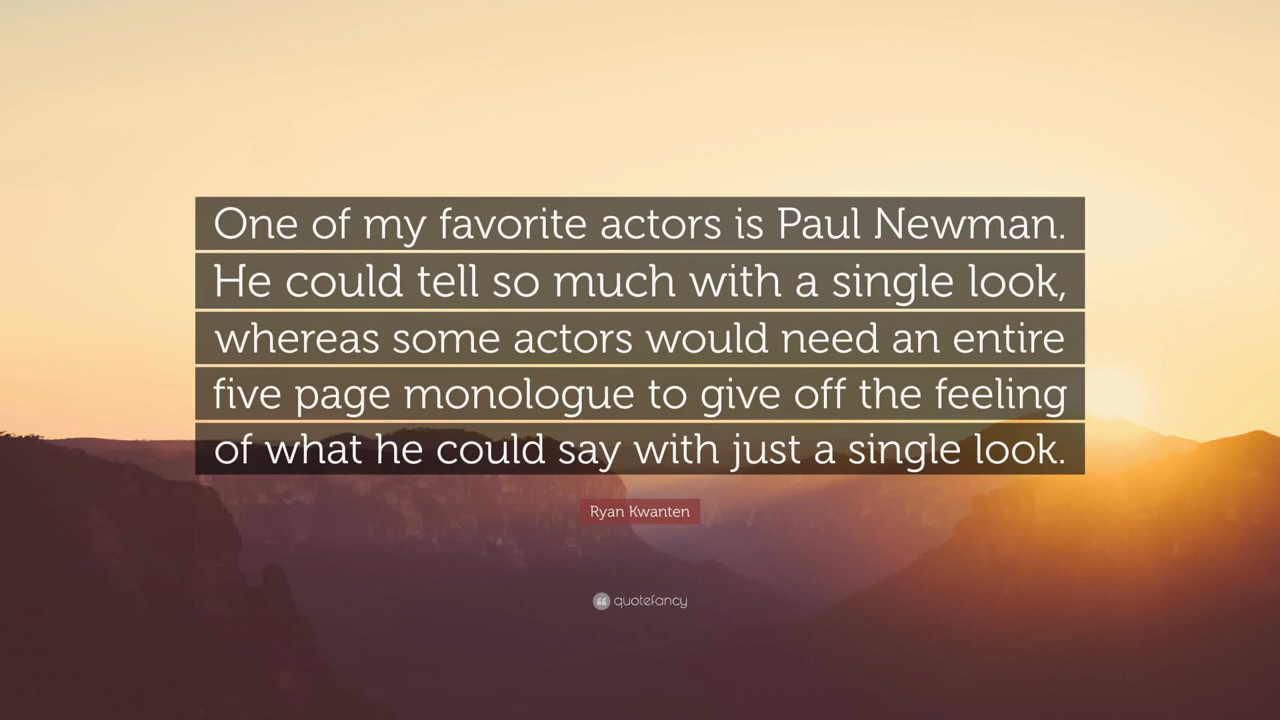 One of my favorite actors is Paul Newman.
He could tell so much with a single look,
whereas some actors would need an entire
five page monologue to give off the feeling
of what he could say with just a single look.
Ryan Kwanten
quotefancy